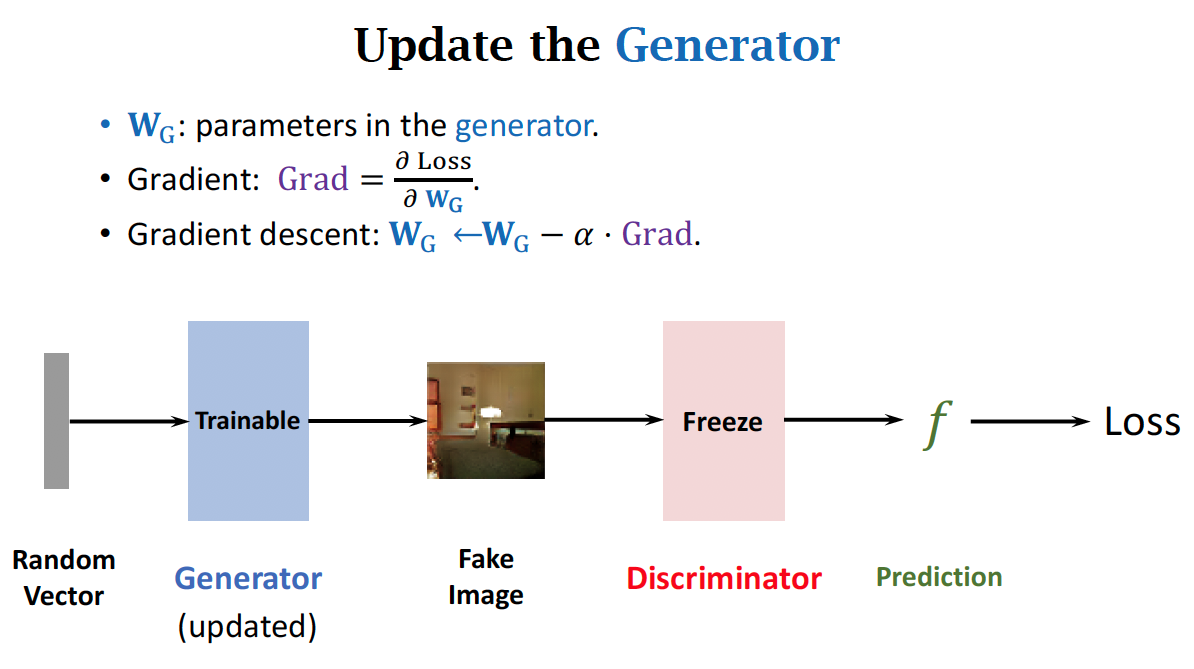 Update the Generator
• W_G: parameters in the generator.
• Gradient: Grad = ∂ Loss / ∂ W_G.
• Gradient descent: W_G ←W_G − α · Grad.
Trainable
Freeze
f
Loss
Random
Vector
Generator
(updated)
Fake
Image
Discriminator
Prediction